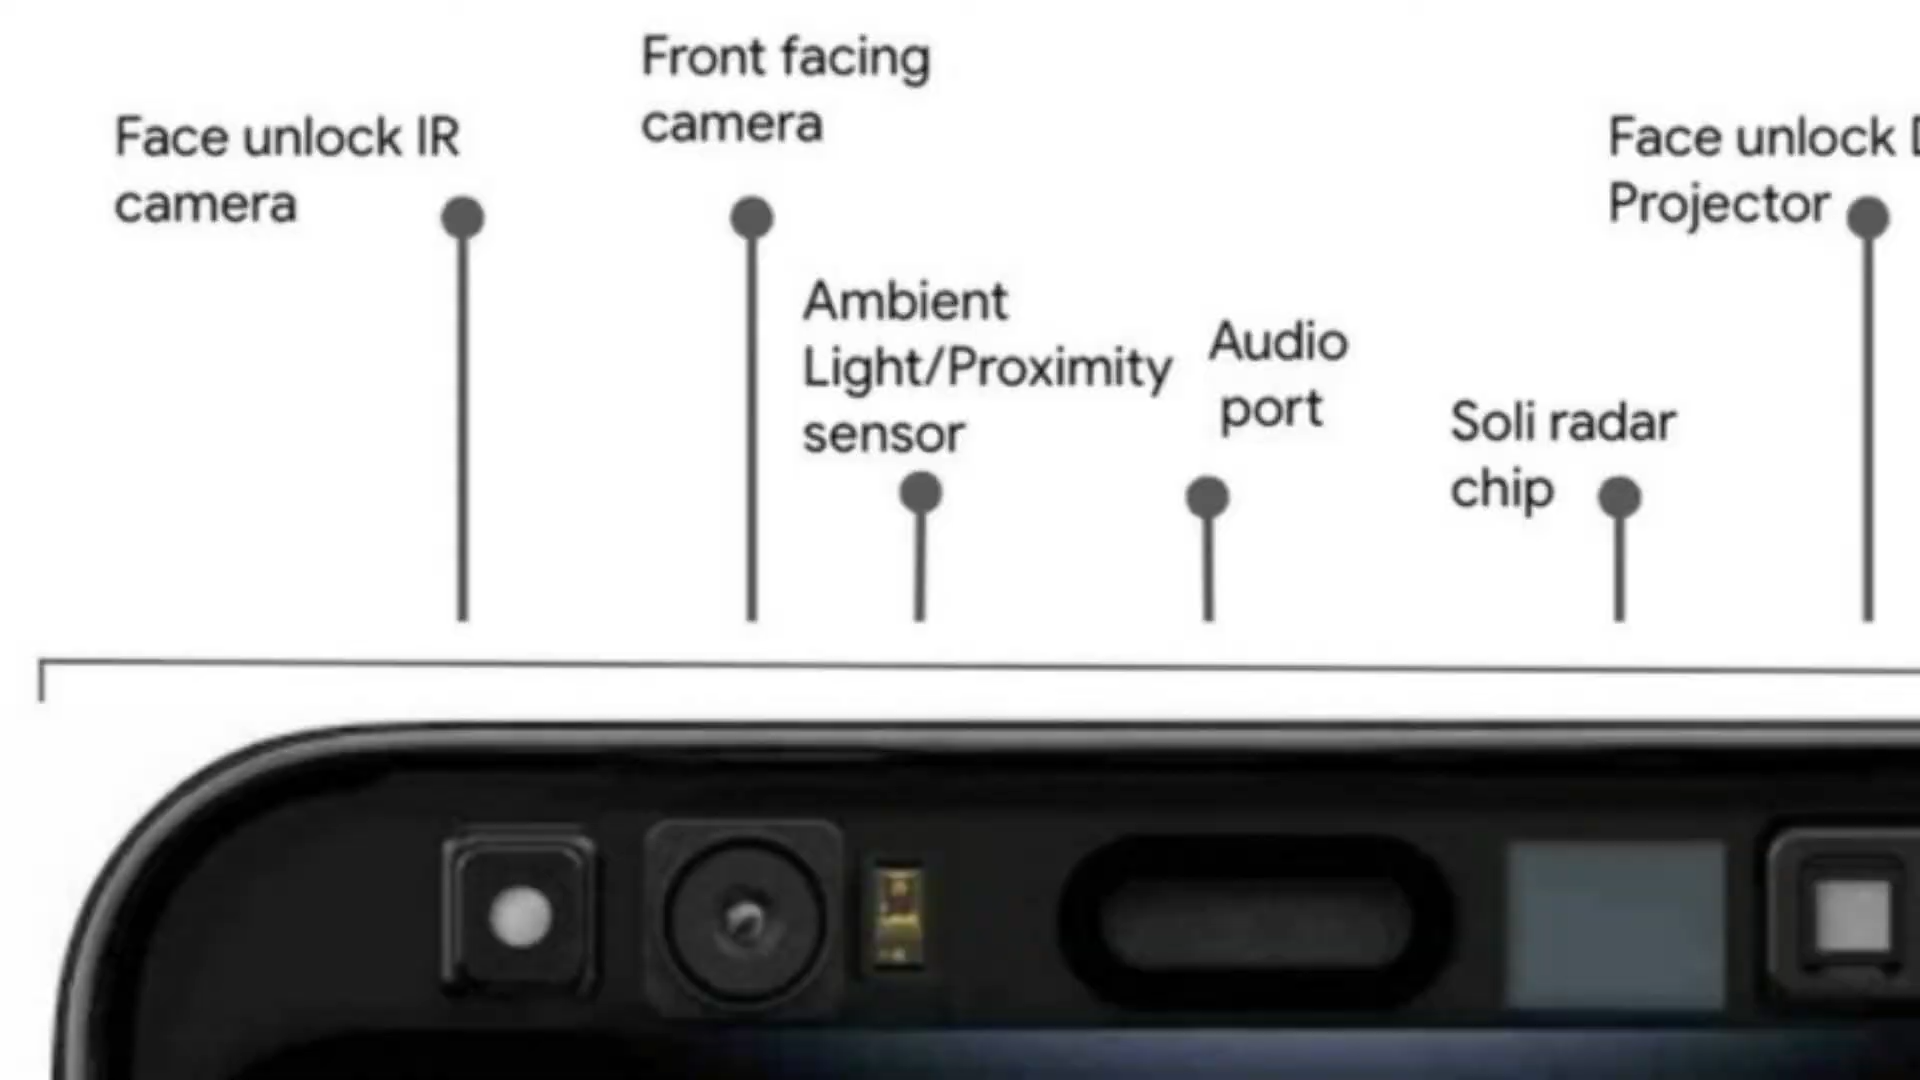 Front facing
camera
Face unlock IR
camera
Face unlock
Projector
Ambient
Light/Proximity
sensor
Audio
port
Soli radar
chip